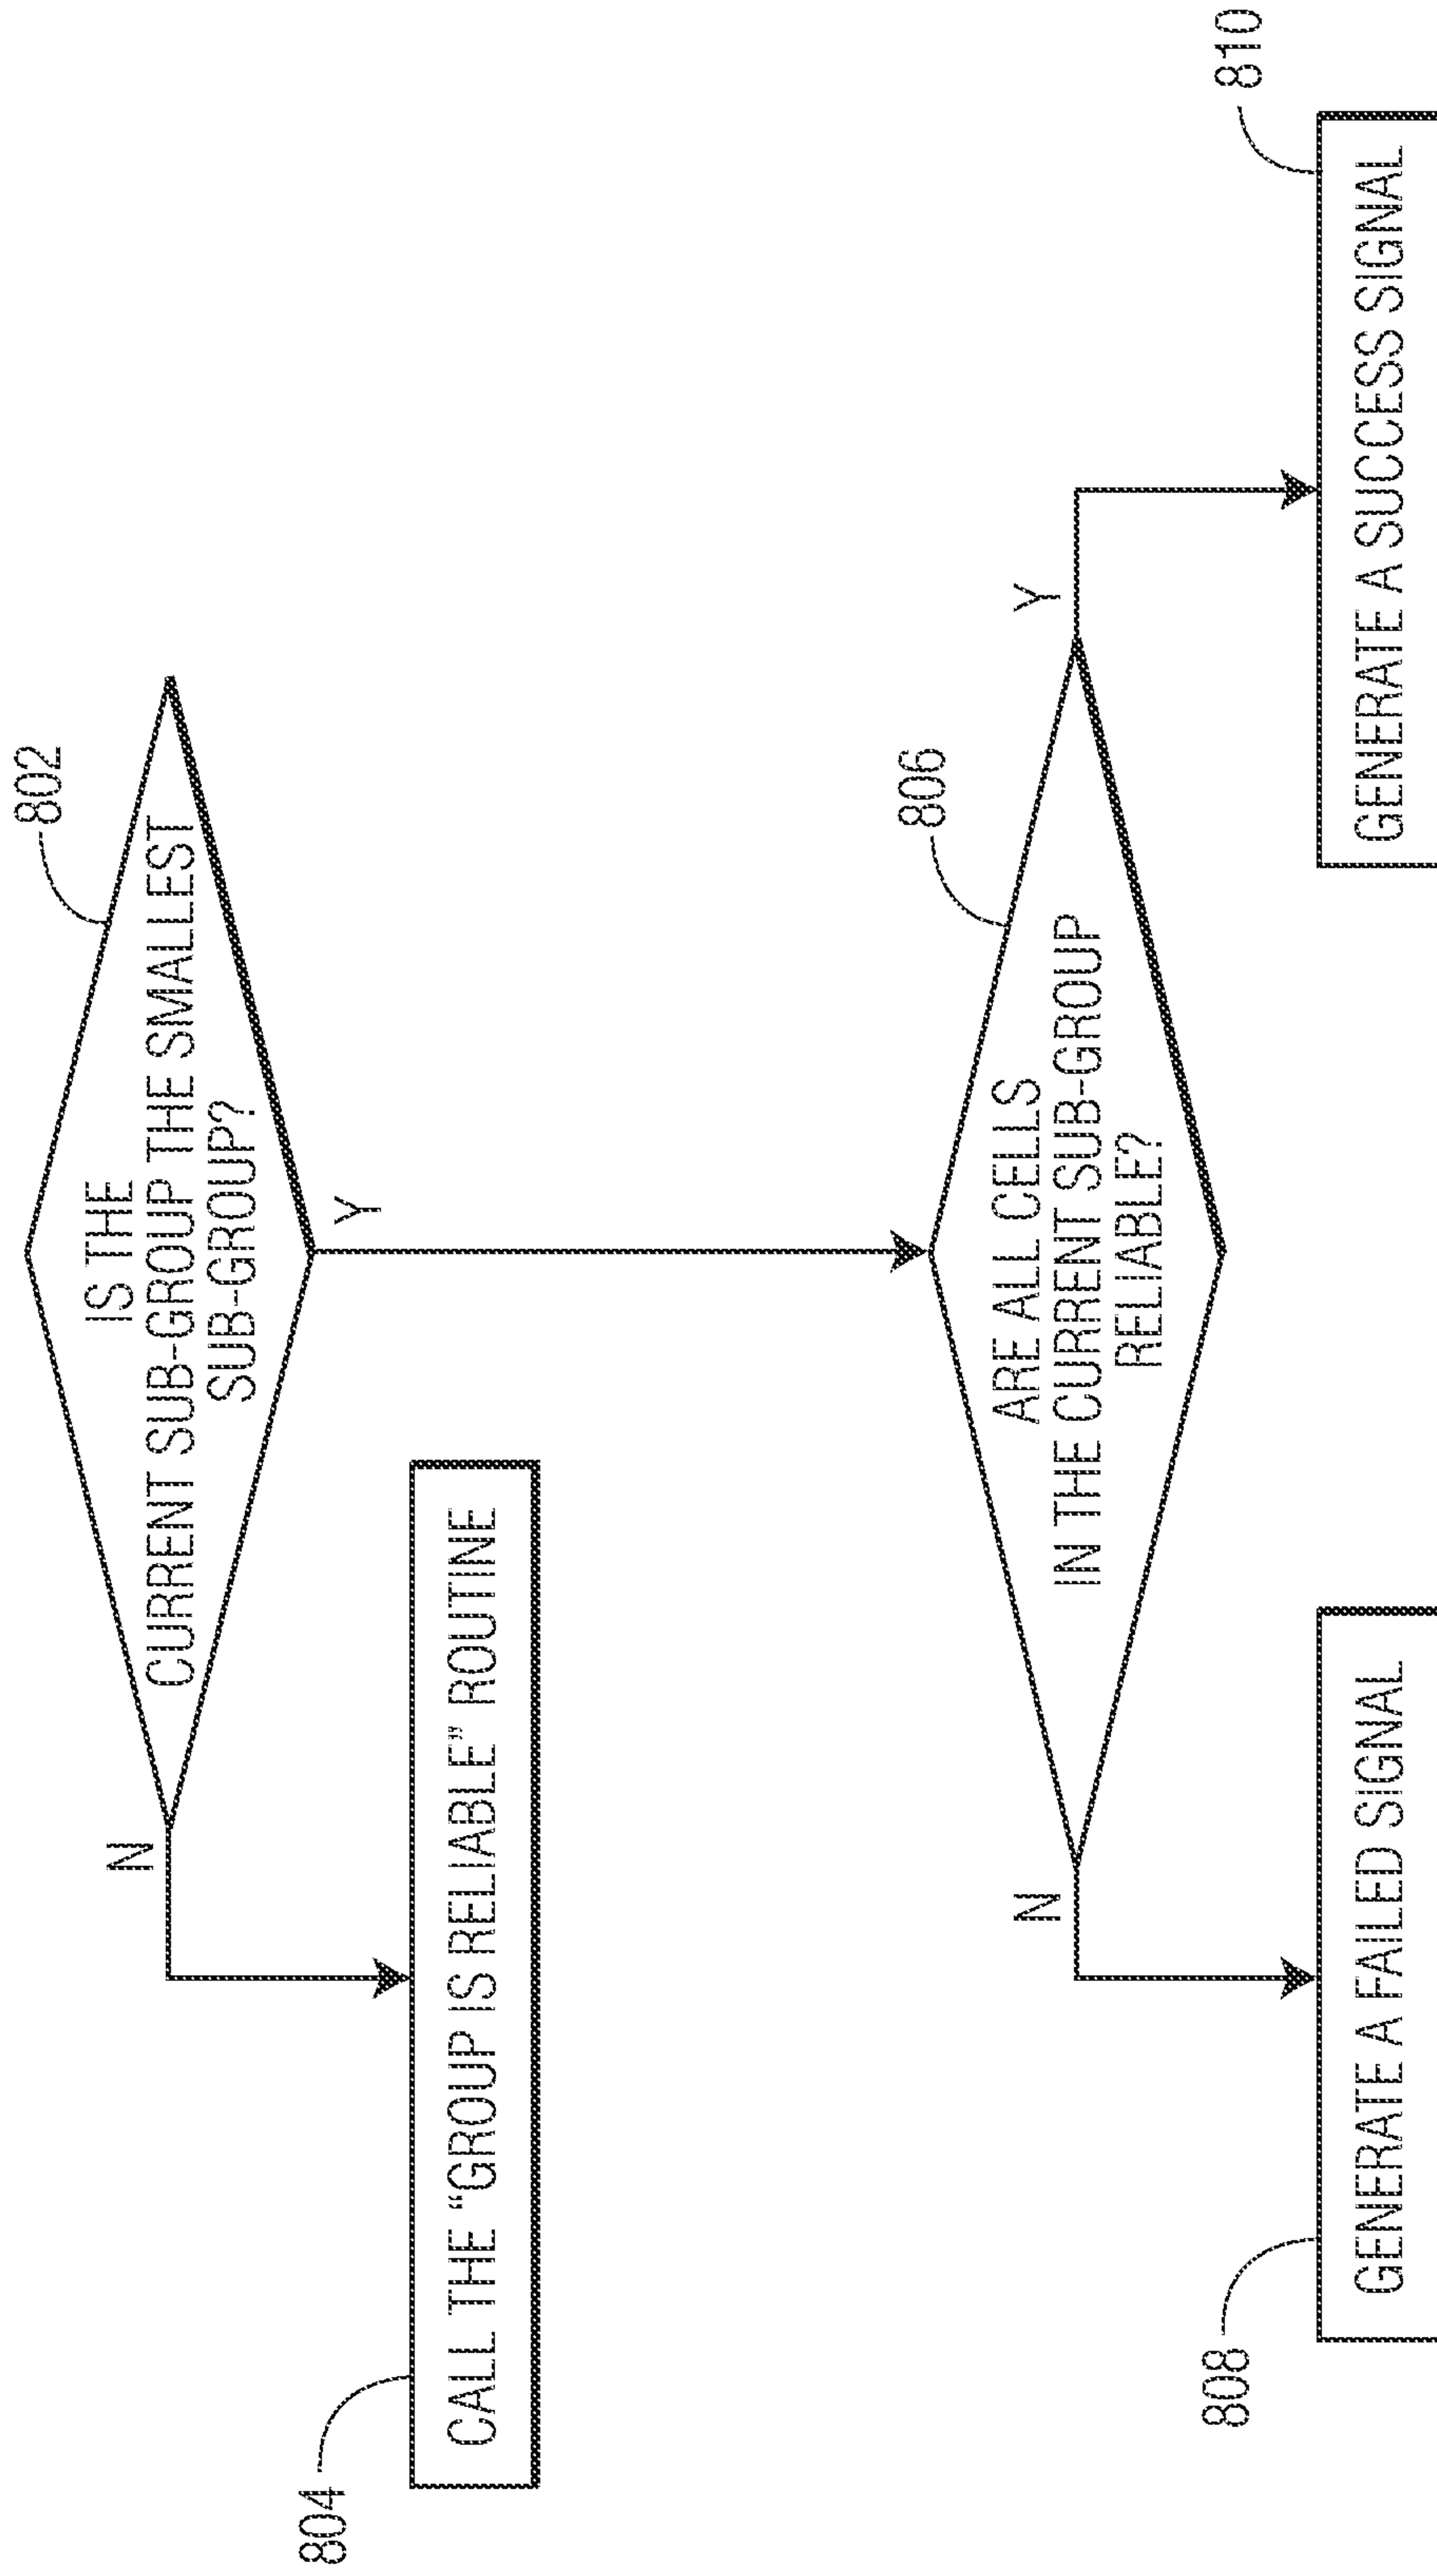 802
IS THE
CURRENT SUB-GROUP THE SMALLEST
SUB-GROUP?
N
Y
804
CALL THE “GROUP IS RELIABLE” ROUTINE
806
ARE ALL CELLS
IN THE CURRENT SUB-GROUP
RELIABLE?
N
Y
808
GENERATE A FAILED SIGNAL
810
GENERATE A SUCCESS SIGNAL